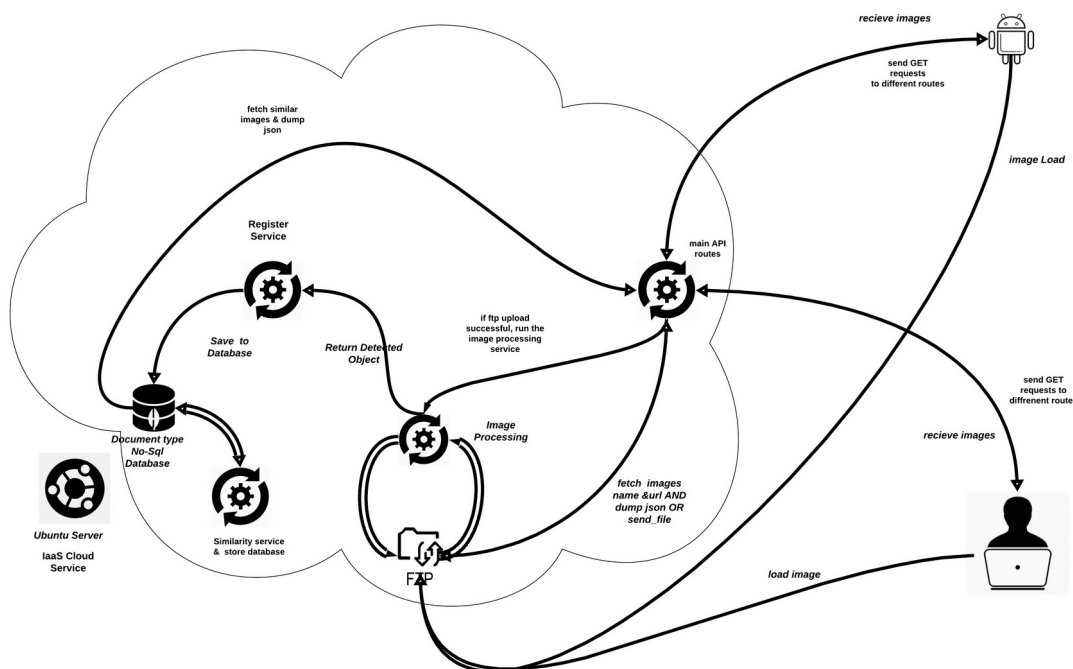 recieve images
send GET
requests
to different routes
image Load
fetch similar
images & dump
json
Register
Service
main API
routes
if ftp upload
successful, run the
image processing
service
Save to
Database
Return Detected
Object
send GET
requests to
diffrenent route
recieve images
Image
Processing
Document type
No-Sql
Database
fetch images
name &url AND
dump json OR
send_file
Ubuntu Server
IaaS Cloud
Service
Similarity service
& store database
FTP
load image